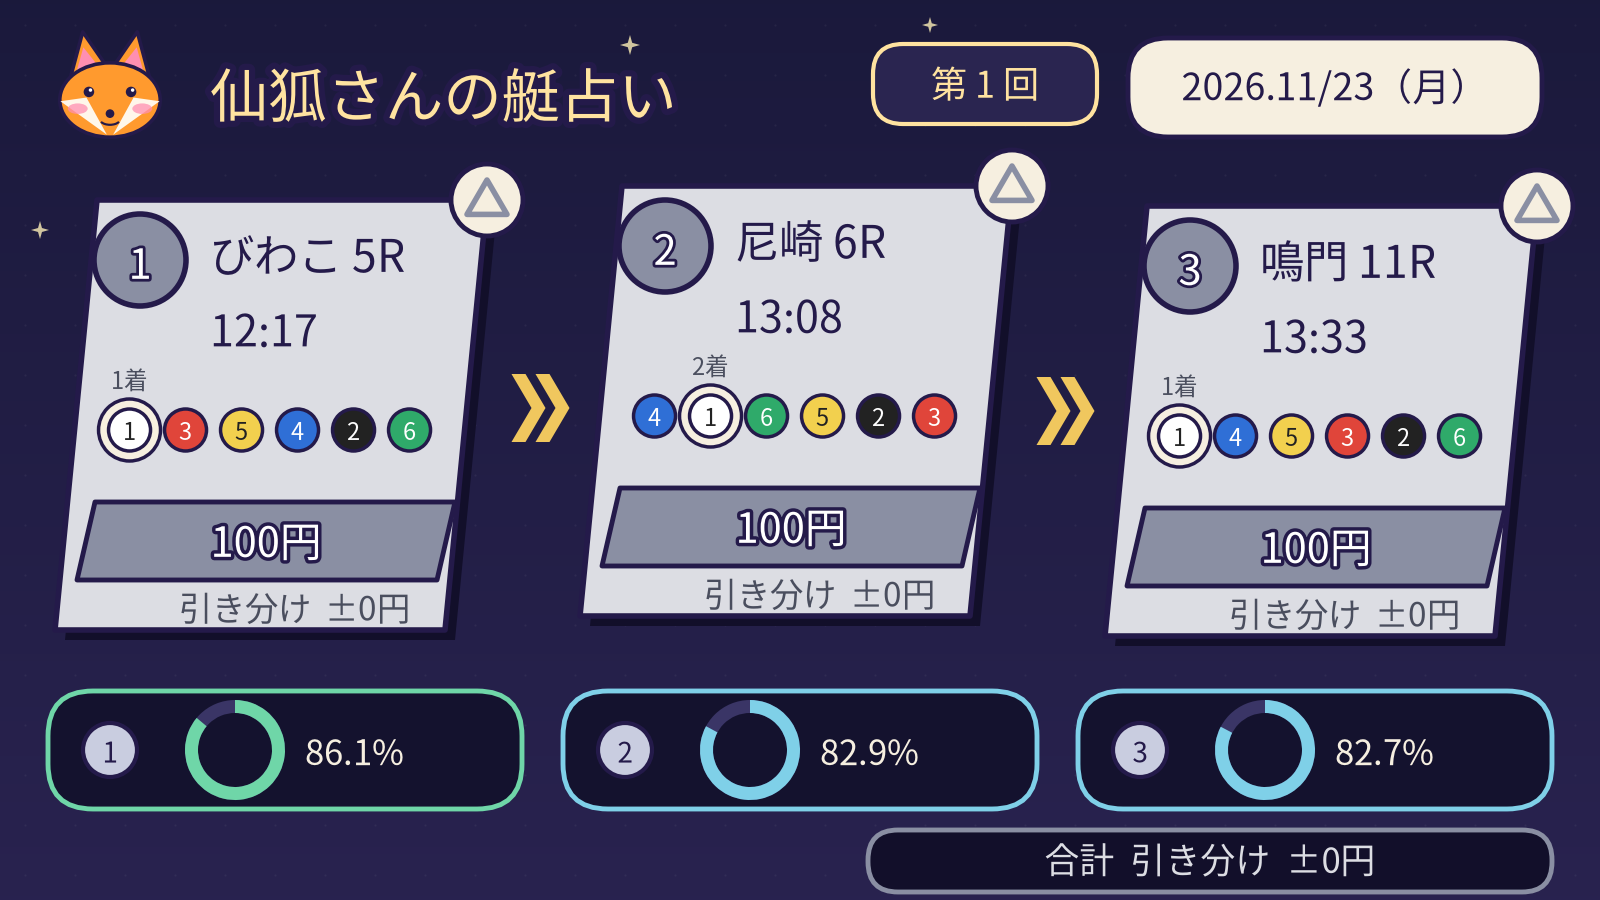 仙狐さんの艇占い
第1回
2026.11/23（月）
1
びわこ 5R
12:17
1着
1 3 5 4 2 6
100円
引き分け ±0円
2
尼崎 6R
13:08
2着
4 1 6 5 2 3
100円
引き分け ±0円
3
鳴門 11R
13:33
1着
1 4 5 3 2 6
100円
引き分け ±0円
1 86.1%
2 82.9%
3 82.7%
合計 引き分け ±0円